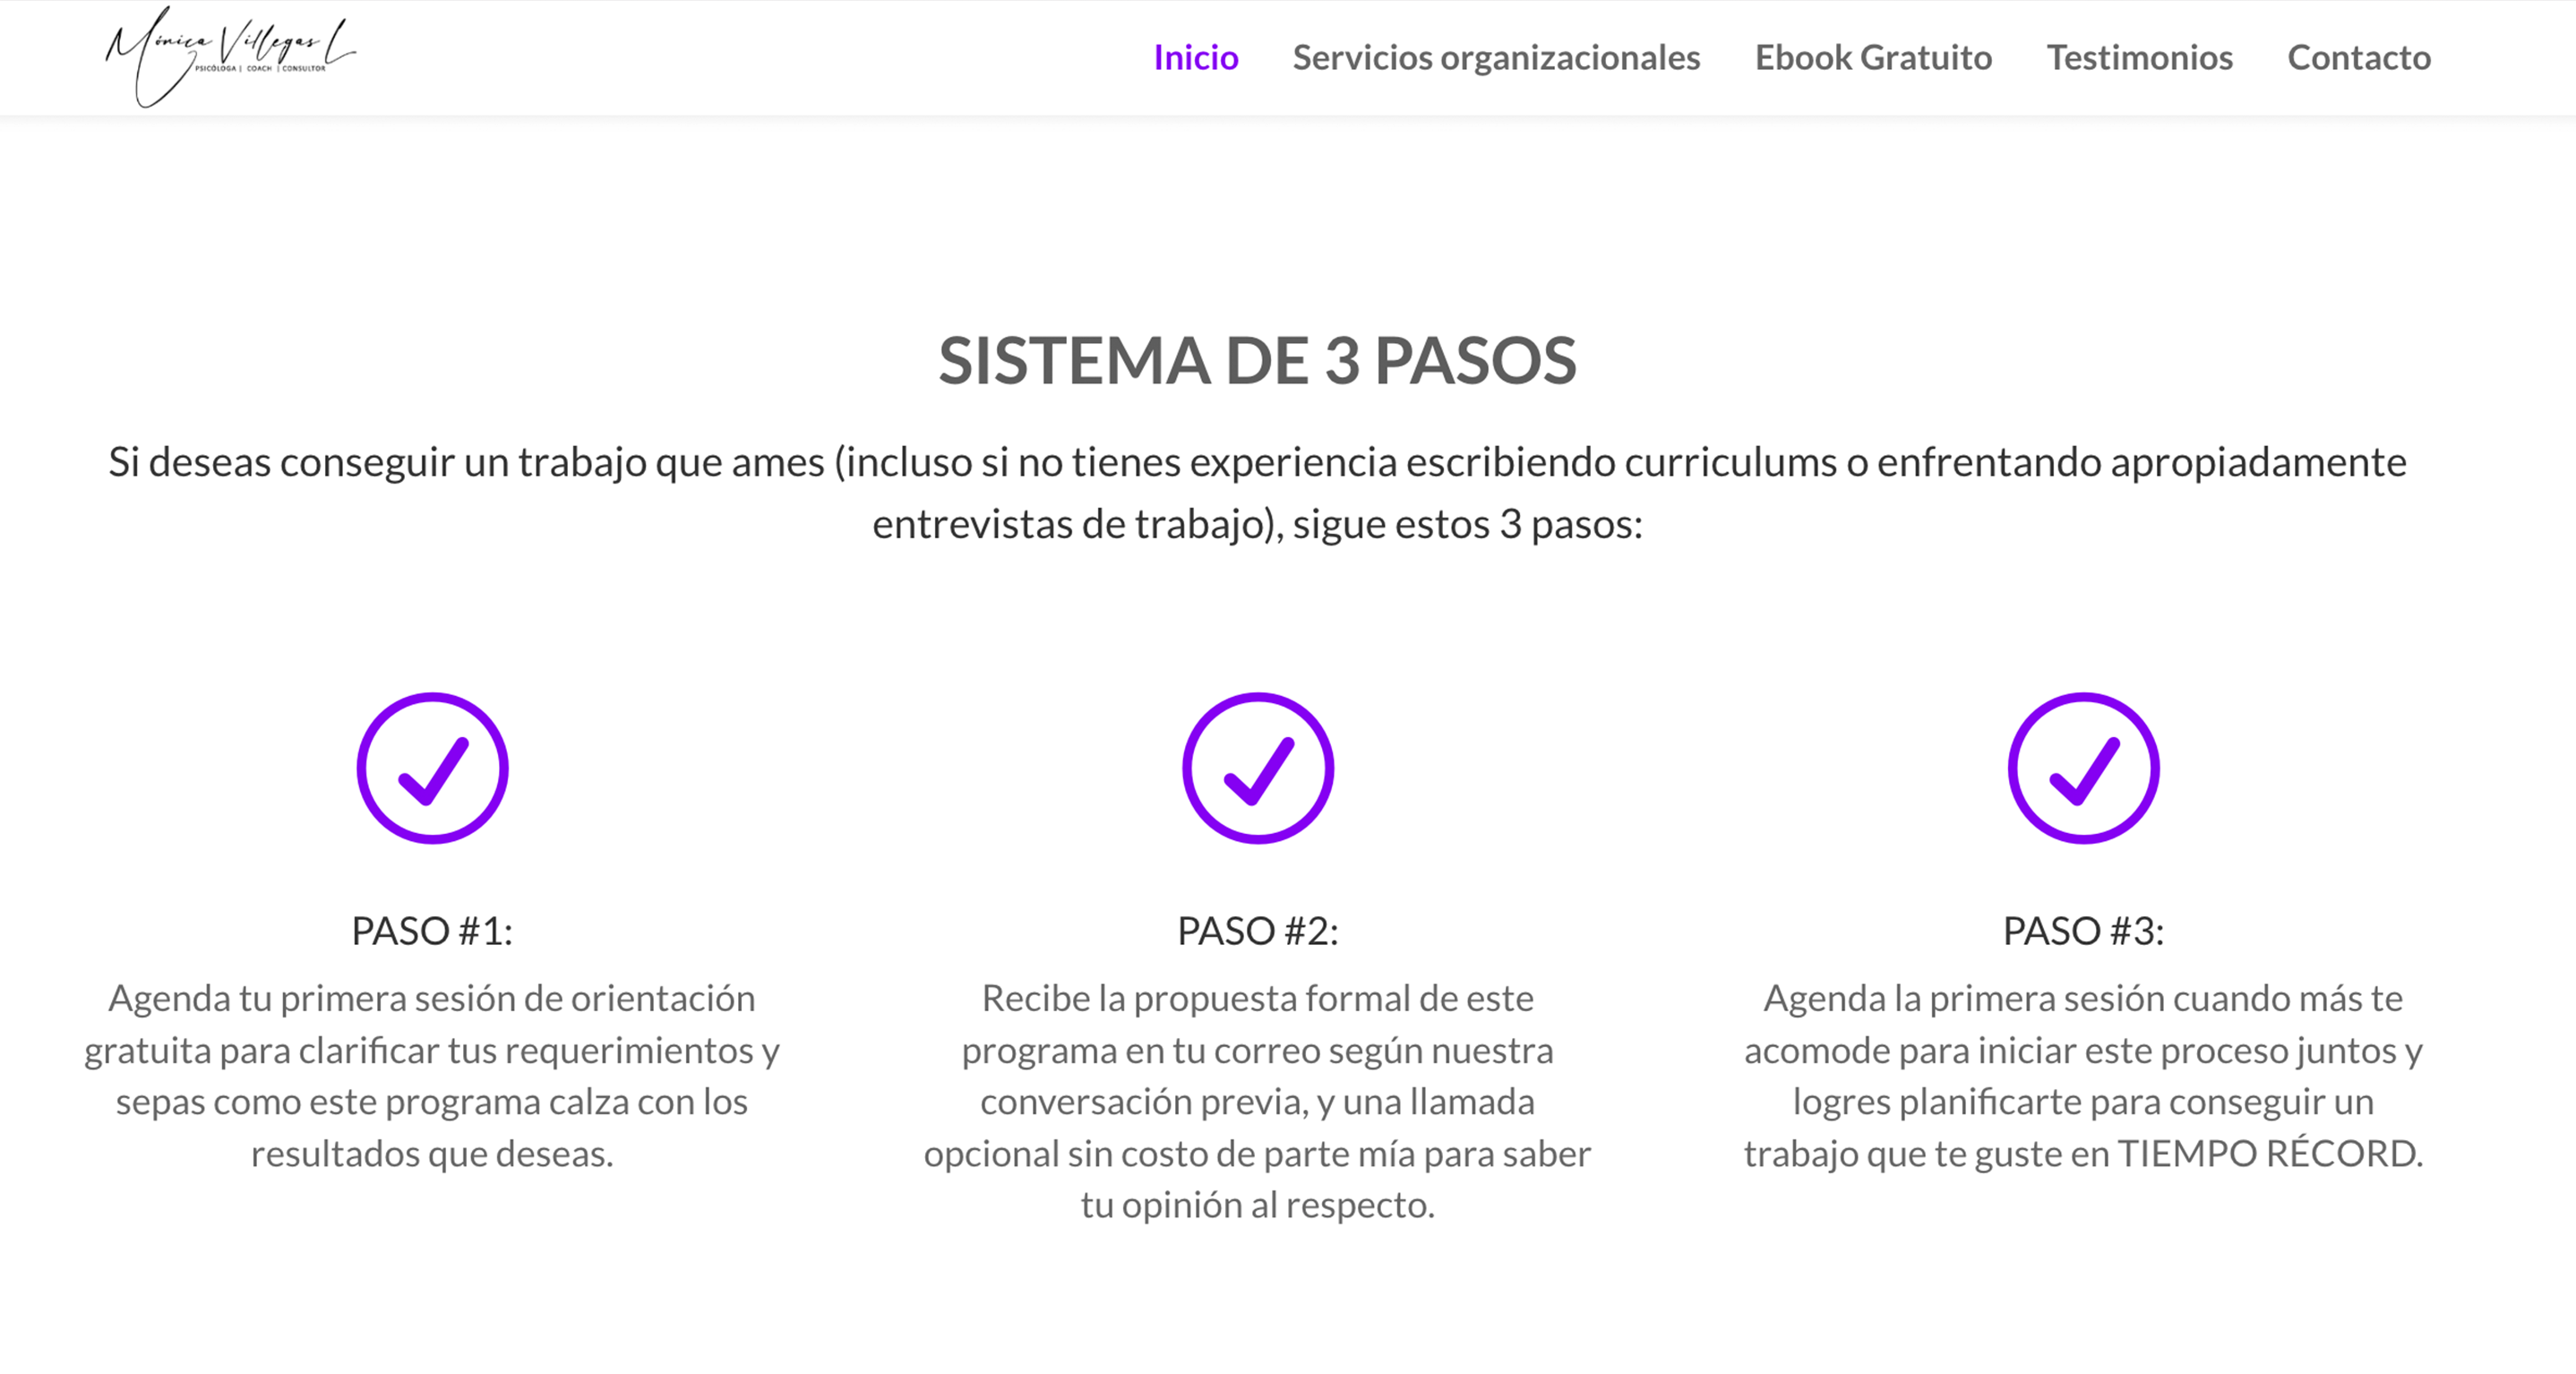 Mónica Villegas L
PSICÓLOGA | COACH | CONSULTOR
Inicio
Servicios organizacionales
Ebook Gratuito
Testimonios
Contacto
SISTEMA DE 3 PASOS
Si deseas conseguir un trabajo que ames (incluso si no tienes experiencia escribiendo curriculums o enfrentando apropiadamente
entrevistas de trabajo), sigue estos 3 pasos:
PASO #1:
Agenda tu primera sesión de orientación
gratuita para clarificar tus requerimientos y
sepas como este programa calza con los
resultados que deseas.
PASO #2:
Recibe la propuesta formal de este
programa en tu correo según nuestra
conversación previa, y una llamada
opcional sin costo de parte mía para saber
tu opinión al respecto.
PASO #3:
Agenda la primera sesión cuando más te
acomode para iniciar este proceso juntos y
logres planificarte para conseguir un
trabajo que te guste en TIEMPO RÉCORD.